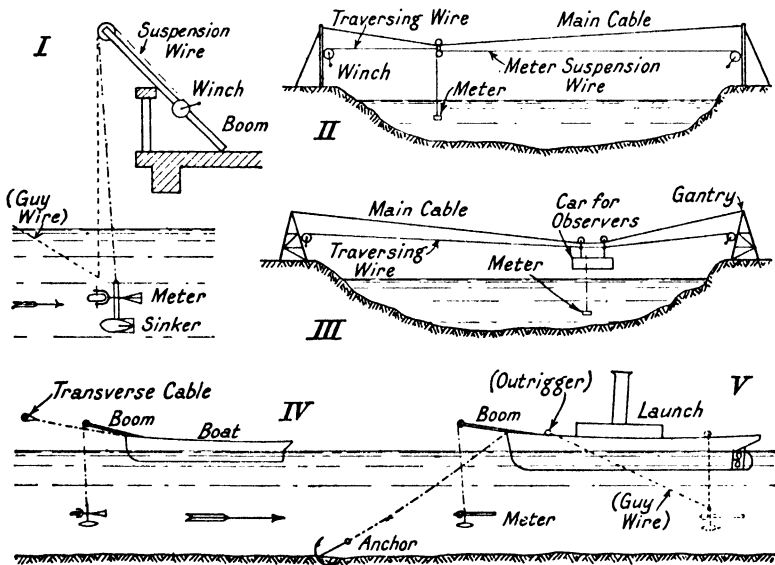 I
Suspension
Wire
Winch
Boom
(Guy
Wire)
Meter
Sinker
Traversing Wire
Main Cable
Winch
Meter Suspension
Wire
Meter
II
Main Cable
Car for
Observers
Gantry
Traversing
Wire
Meter
III
Transverse Cable
Boom
IV
Boat
(Outrigger)
V
Boom
Launch
Meter
(Guy
Wire)
Anchor